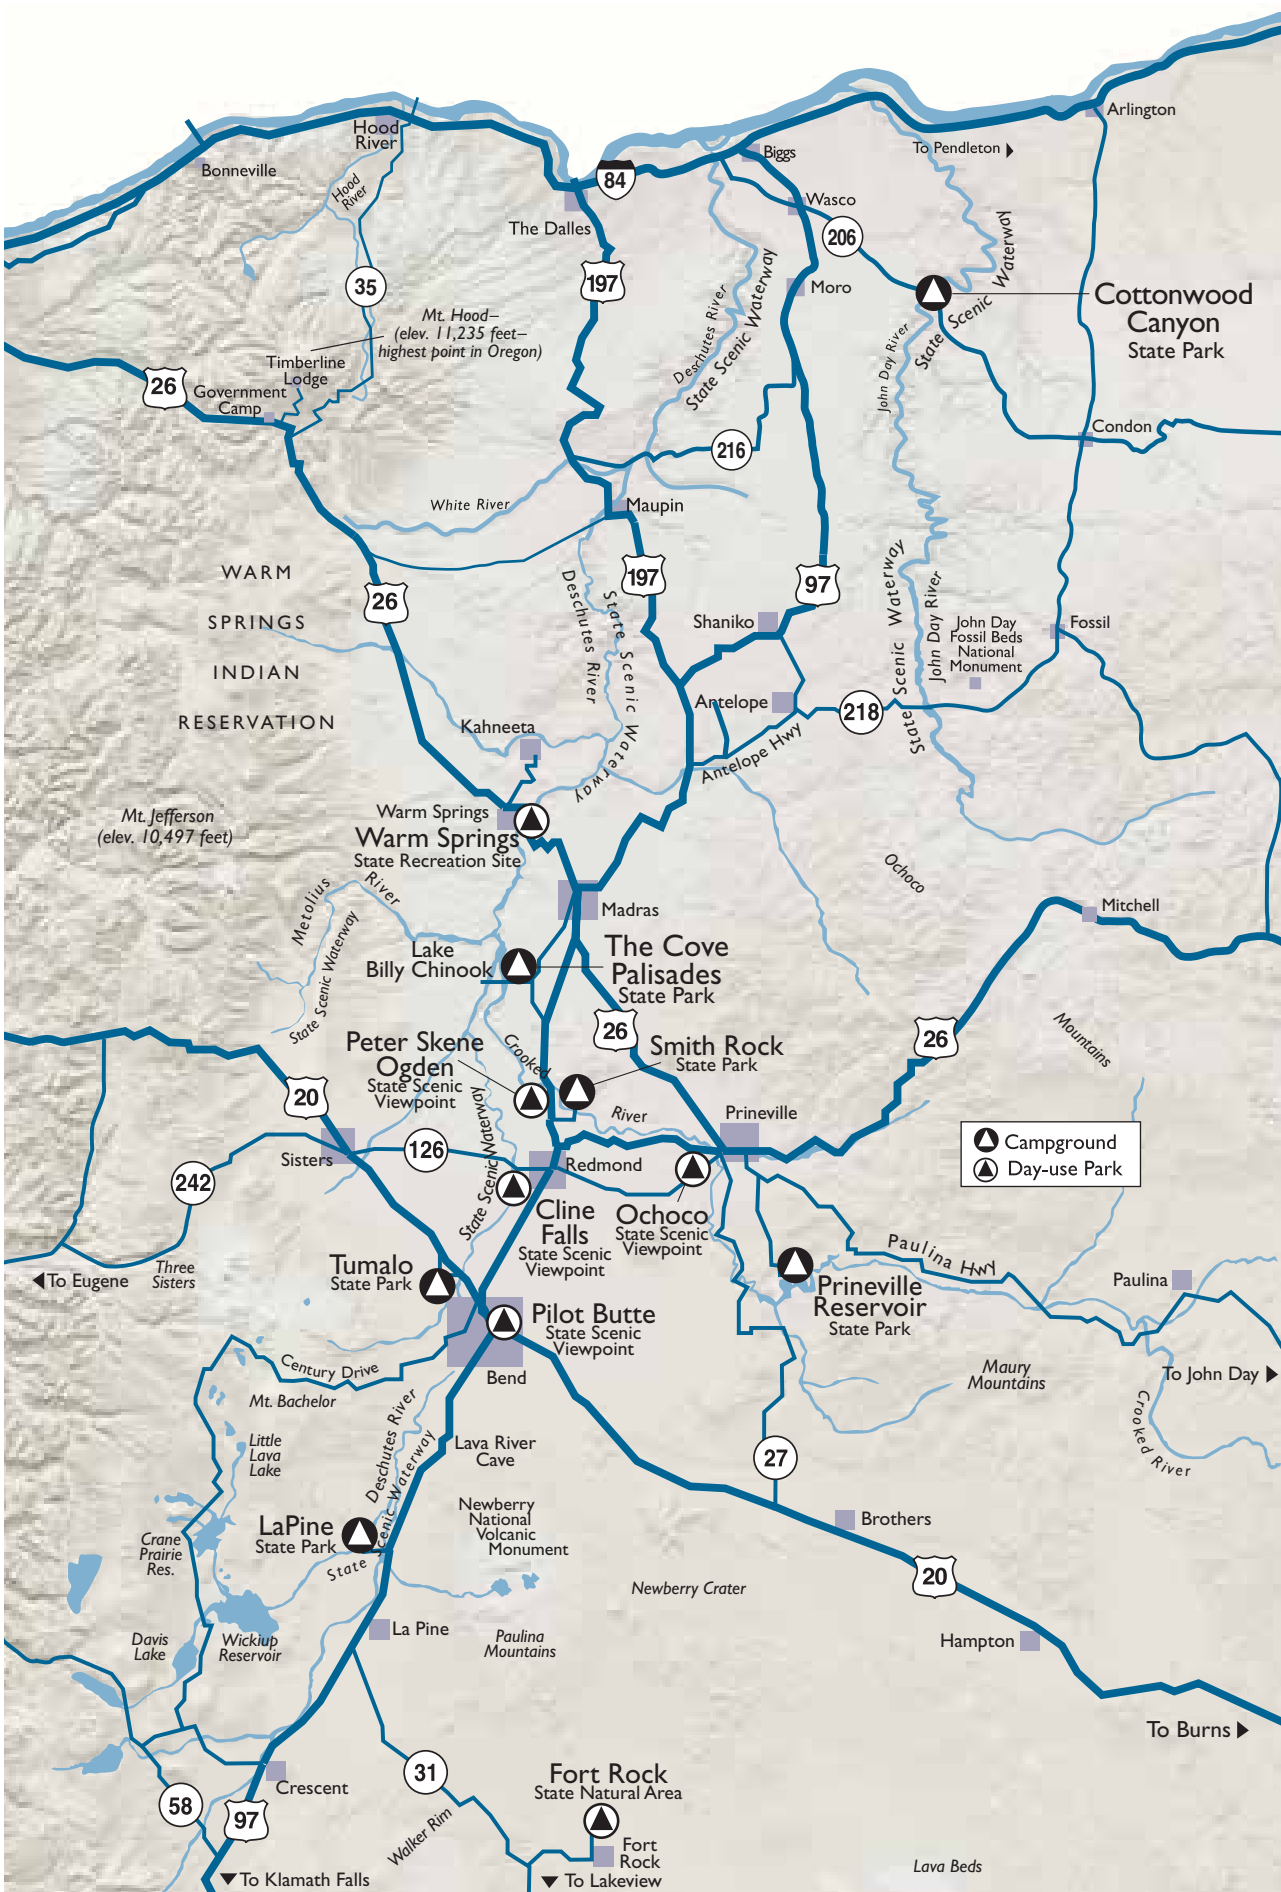 Arlington
Hood
River
Bonneville
Hood
River
Biggs
To Pendleton
84
Wasco
The Dalles
206
197
35
Moro
State Scenic Waterway
Deschutes River
State Scenic Waterway
Cottonwood
Canyon
State Park
Mt. Hood–
(elev. 11,235 feet–
highest point in Oregon)
John Day River
Timberline
Lodge
26
Government
Camp
216
Condon
White River
Maupin
WARM
SPRINGS
INDIAN
RESERVATION
26
197
97
Deschutes River
State Scenic Waterway
State Scenic Waterway
John Day River
Shaniko
John Day
Fossil Beds
National
Monument
Fossil
Antelope
218
Kahneeta
Antelope Hwy
Mt. Jefferson
(elev. 10,497 feet)
Warm Springs
Warm Springs
State Recreation Site
Ochoco
Mountains
Metolius
River
State Scenic Waterway
Madras
Mitchell
Lake
Billy Chinook
The Cove
Palisades
State Park
26
26
Peter Skene
Ogden
State Scenic
Viewpoint
Crooked
River
Smith Rock
State Park
20
Prineville
Campground
Day-use Park
126
Sisters
Redmond
242
State Scenic Waterway
Cline
Falls
State Scenic
Viewpoint
Ochoco
State Scenic
Viewpoint
Paulina Hwy
To Eugene
Three
Sisters
Tumalo
State Park
Paulina
Prineville
Reservoir
State Park
Pilot Butte
State Scenic
Viewpoint
Century Drive
Bend
Maury
Mountains
To John Day
Mt. Bachelor
Crooked River
Little
Lava
Lake
Deschutes River
State Scenic Waterway
Lava River
Cave
27
Newberry
National
Volcanic
Monument
LaPine
State Park
Brothers
Crane
Prairie
Res.
20
Newberry Crater
La Pine
Davis
Lake
Wickiup
Reservoir
Paulina
Mountains
Hampton
To Burns
31
Fort Rock
State Natural Area
Crescent
58
97
Walker Rim
Fort
Rock
Lava Beds
To Klamath Falls
To Lakeview